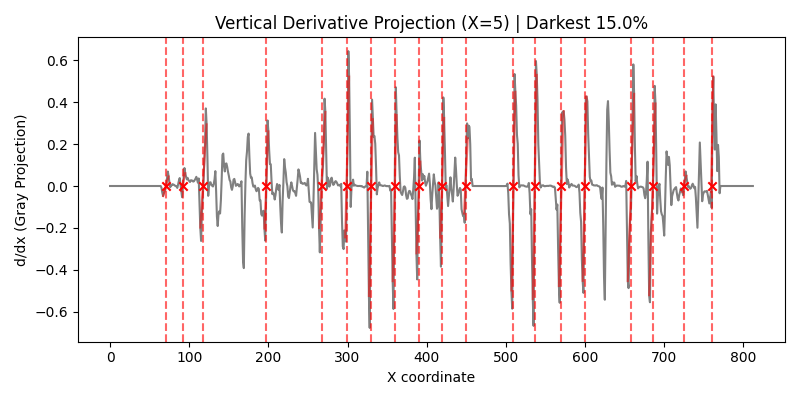 Vertical Derivative Projection (X=5) | Darkest 15.0%
d/dx (Gray Projection)
0.6
0.4
0.2
0.0
−0.2
−0.4
−0.6
0 100 200 300 400 500 600 700 800
X coordinate